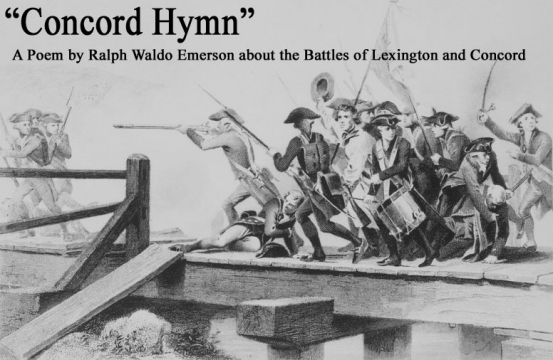 “Concord Hymn”
A Poem by Ralph Waldo Emerson about the Battles of Lexington and Concord